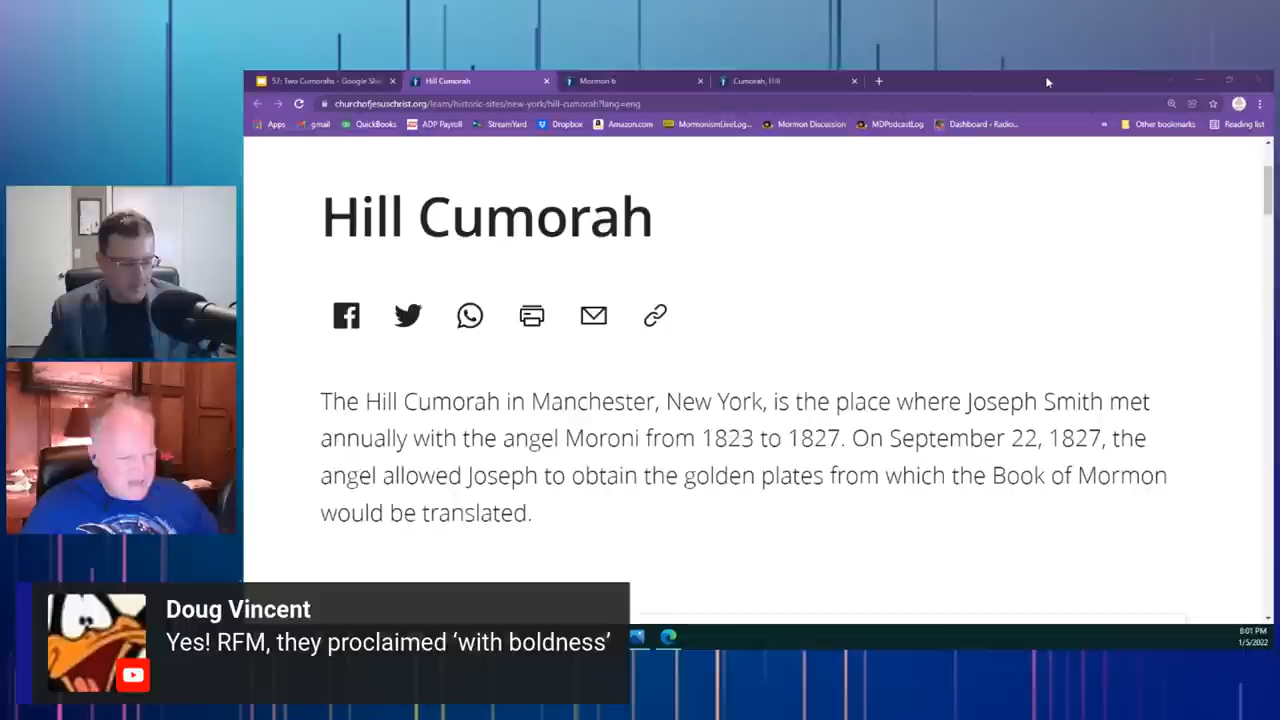 57: Two Cumorahs - Google Slid
Hill Cumorah
Mormon 6
Cumorah, Hill
churchofjesuschrist.org/learn/historic-sites/new-york/hill-cumorah?lang=eng
Apps
gmail
QuickBooks
ADP Payroll
StreamYard
Dropbox
Amazon.com
MormonismLiveLog...
Mormon Discussion
MDPodcastLog
Dashboard - Radio...
Other bookmarks
Reading list
Hill Cumorah
The Hill Cumorah in Manchester, New York, is the place where Joseph Smith met
annually with the angel Moroni from 1823 to 1827. On September 22, 1827, the
angel allowed Joseph to obtain the golden plates from which the Book of Mormon
would be translated.
Doug Vincent
Yes! RFM, they proclaimed ‘with boldness’
8:01 PM
1/5/2022